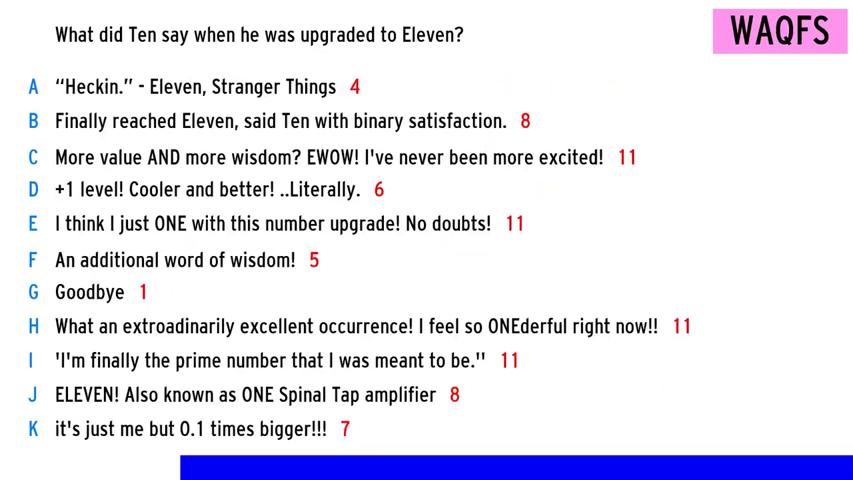 What did Ten say when he was upgraded to Eleven?
WAQFS
A “Heckin.” - Eleven, Stranger Things 4
B Finally reached Eleven, said Ten with binary satisfaction. 8
C More value AND more wisdom? EWOW! I've never been more excited! 11
D +1 level! Cooler and better! ..Literally. 6
E I think I just ONE with this number upgrade! No doubts! 11
F An additional word of wisdom! 5
G Goodbye 1
H What an extroadinarily excellent occurrence! I feel so ONEderful right now!! 11
I 'I'm finally the prime number that I was meant to be." 11
J ELEVEN! Also known as ONE Spinal Tap amplifier 8
K it's just me but 0.1 times bigger!!! 7